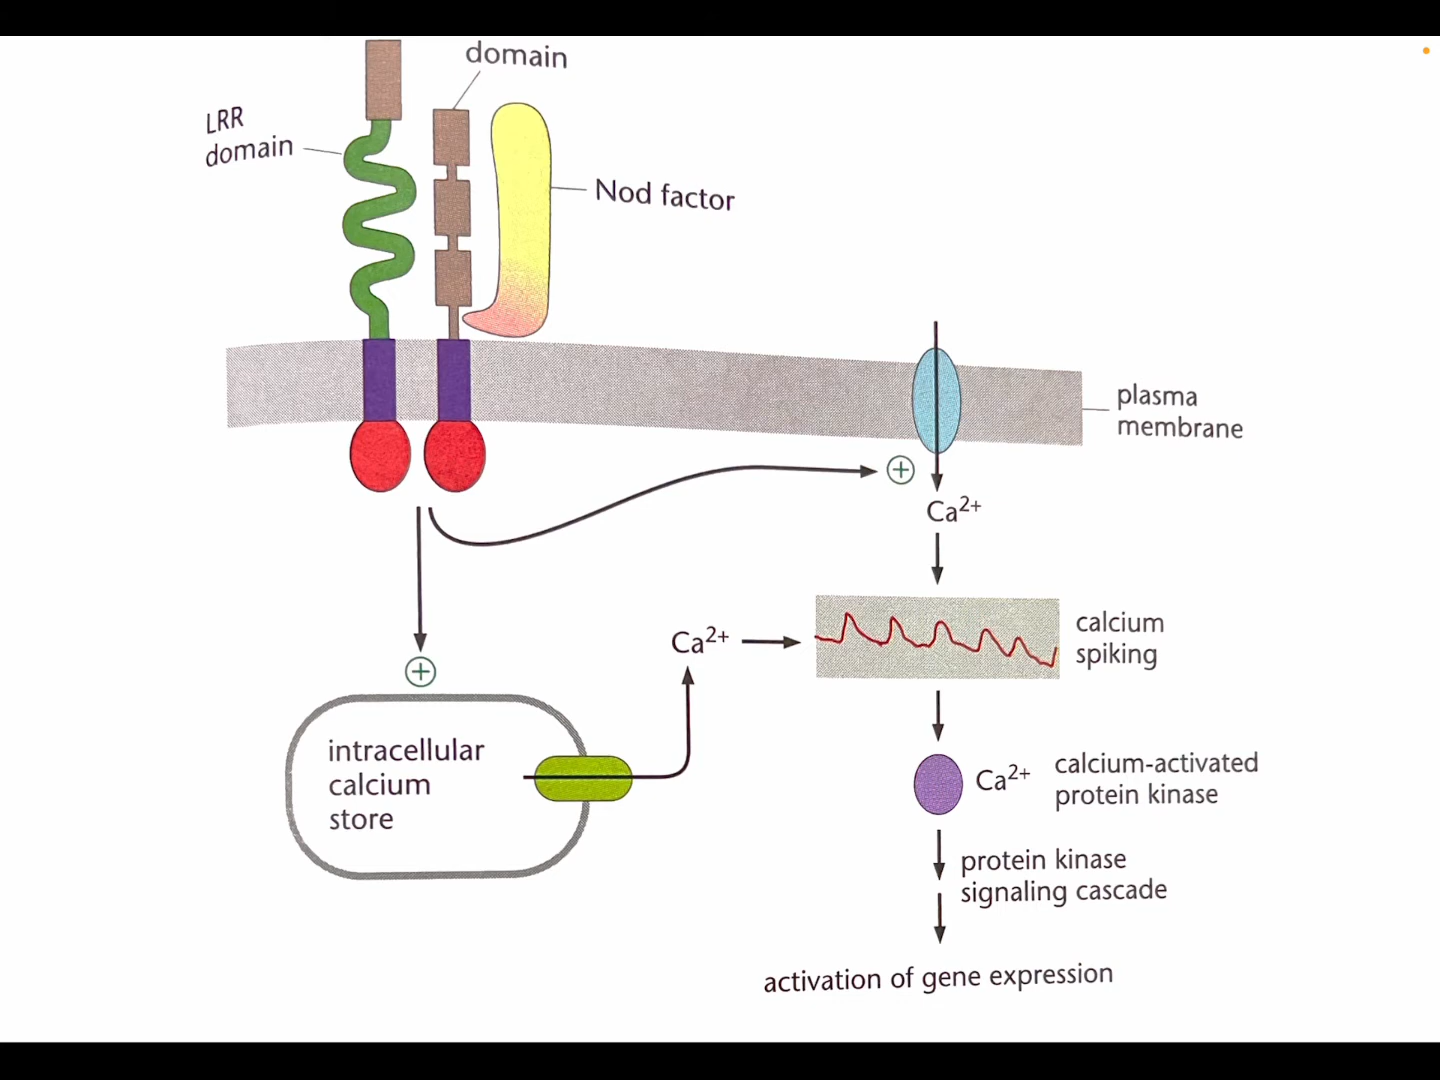 domain
LRR
domain
Nod factor
plasma
membrane
Ca2+
Ca2+
calcium
spiking
intracellular
calcium
store
Ca2+
calcium-activated
protein kinase
protein kinase
signaling cascade
activation of gene expression